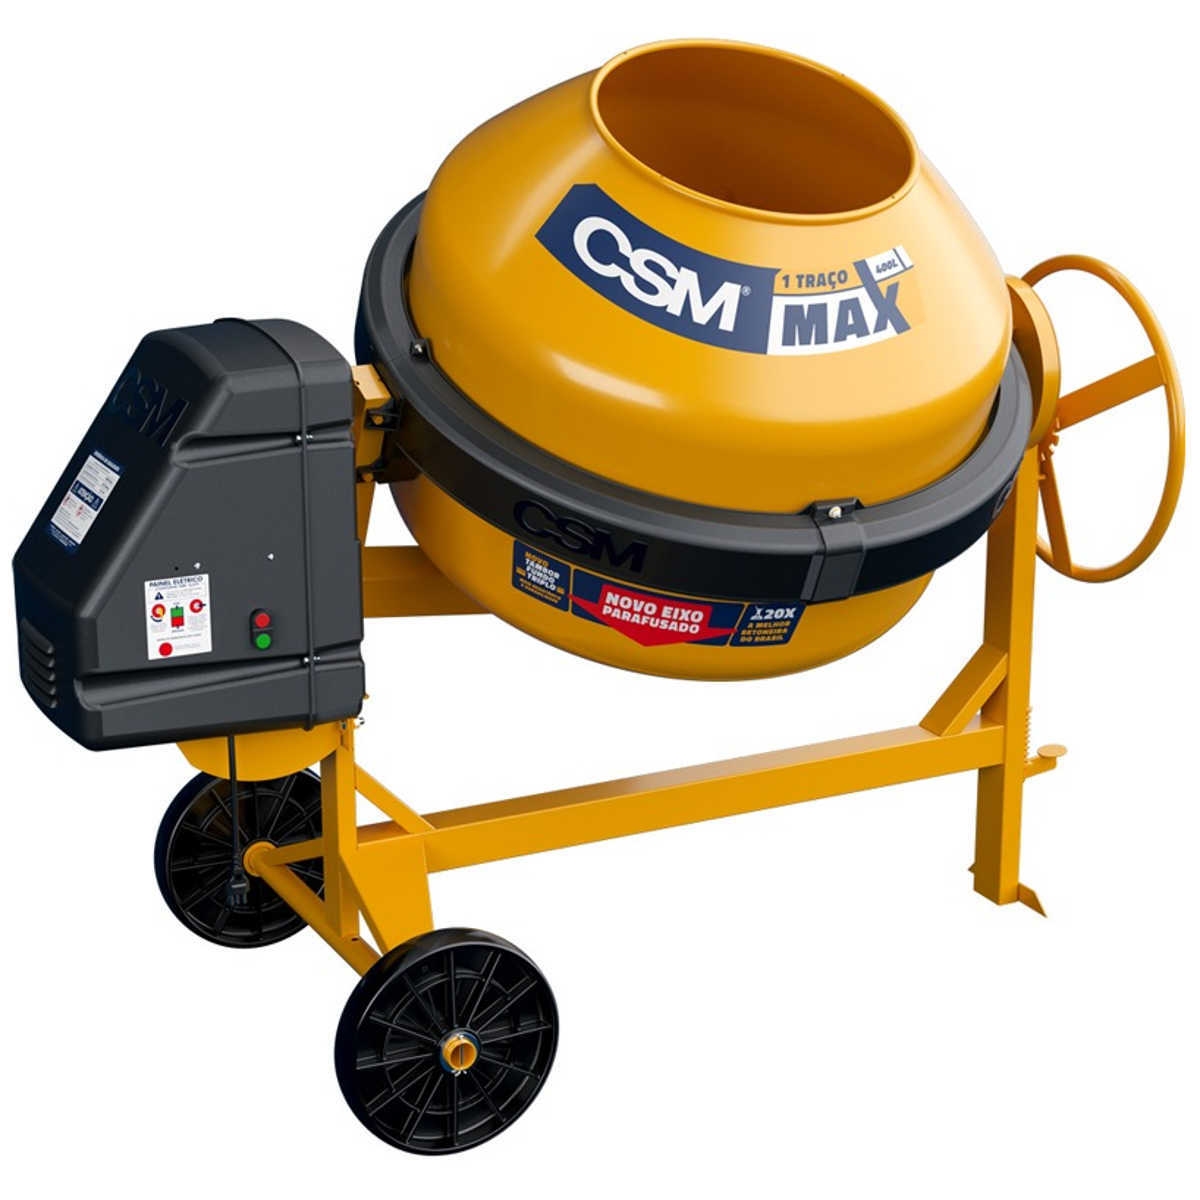 CSM®
1 TRAÇO
400L
MAX
CSM
CSM
ATENÇÃO
PAINEL ELÉTRICO
NOVO
TAMBOR
FUNDO
TRIPLO
NOVO EIXO
PARAFUSADO
20X
A MELHOR
BETONEIRA
DO BRASIL